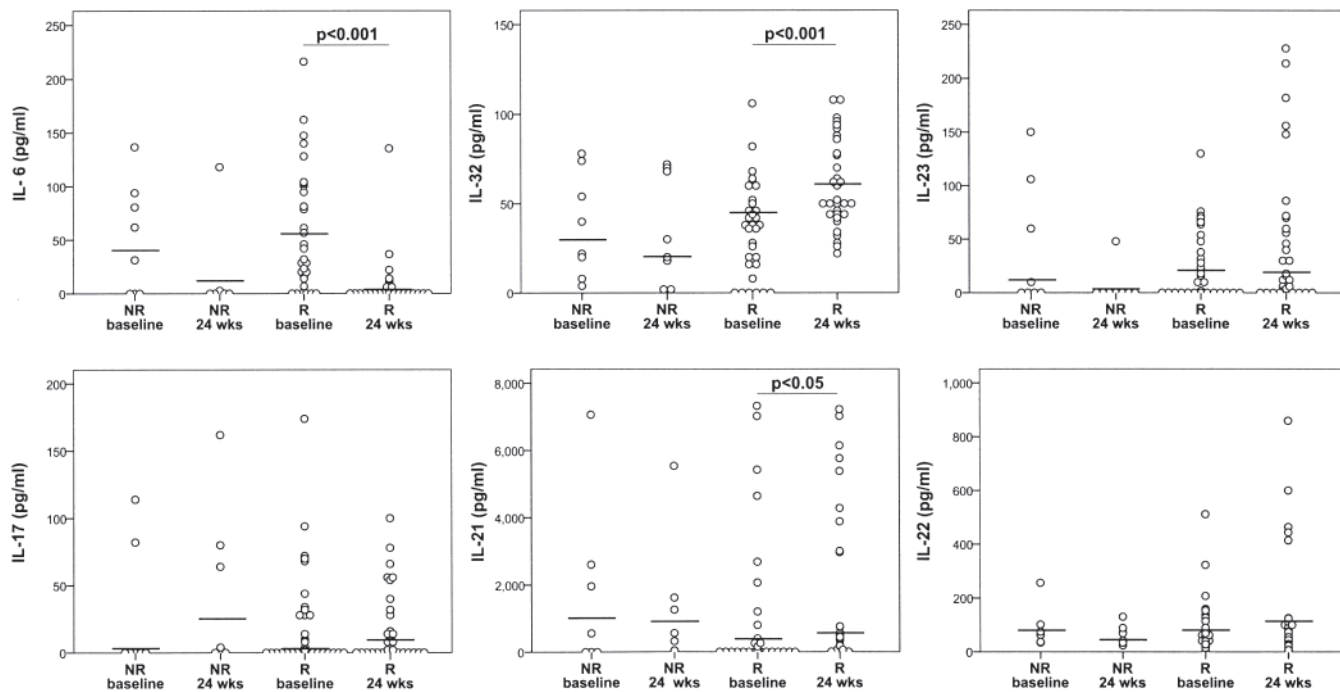 IL- 6 (pg/ml)
250
200
150
100
50
0
p<0.001
NR baseline
NR 24 wks
R baseline
R 24 wks
IL-32 (pg/ml)
150
100
50
0
p<0.001
NR baseline
NR 24 wks
R baseline
R 24 wks
IL-23 (pg/ml)
250
200
150
100
50
0
NR baseline
NR 24 wks
R baseline
R 24 wks
IL-17 (pg/ml)
200
150
100
50
0
NR baseline
NR 24 wks
R baseline
R 24 wks
IL-21 (pg/ml)
8,000
6,000
4,000
2,000
0
p<0.05
NR baseline
NR 24 wks
R baseline
R 24 wks
IL-22 (pg/ml)
1,000
800
600
400
200
0
NR baseline
NR 24 wks
R baseline
R 24 wks